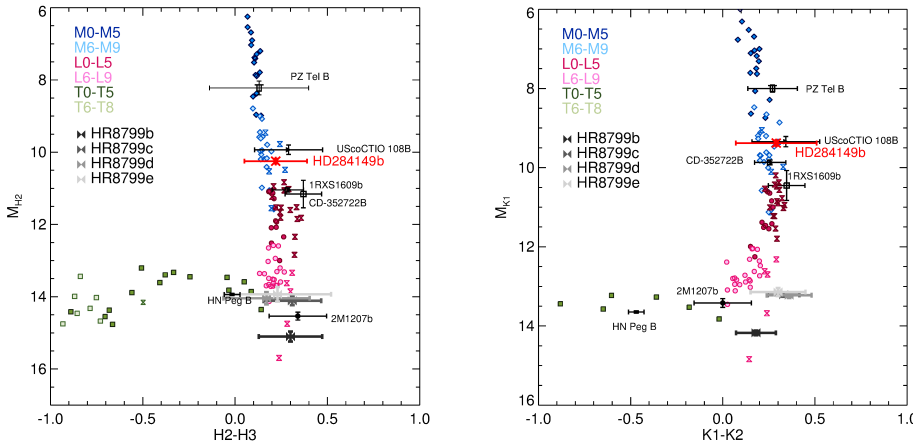 6
8
10
12
14
16
M_H2
-1.0
-0.5
0.0
0.5
1.0
H2-H3
M0-M5
M6-M9
L0-L5
L6-L9
T0-T5
T6-T8
HR8799b
HR8799c
HR8799d
HR8799e
PZ Tel B
UScoCTIO 108B
HD284149b
1RXS1609b
CD-352722B
HN Peg B
2M1207b
6
8
10
12
14
16
M_K1
-1.0
-0.5
0.0
0.5
1.0
K1-K2
M0-M5
M6-M9
L0-L5
L6-L9
T0-T5
T6-T8
HR8799b
HR8799c
HR8799d
HR8799e
PZ Tel B
UScoCTIO 108B
HD284149b
CD-352722B
1RXS1609b
2M1207b
HN Peg B